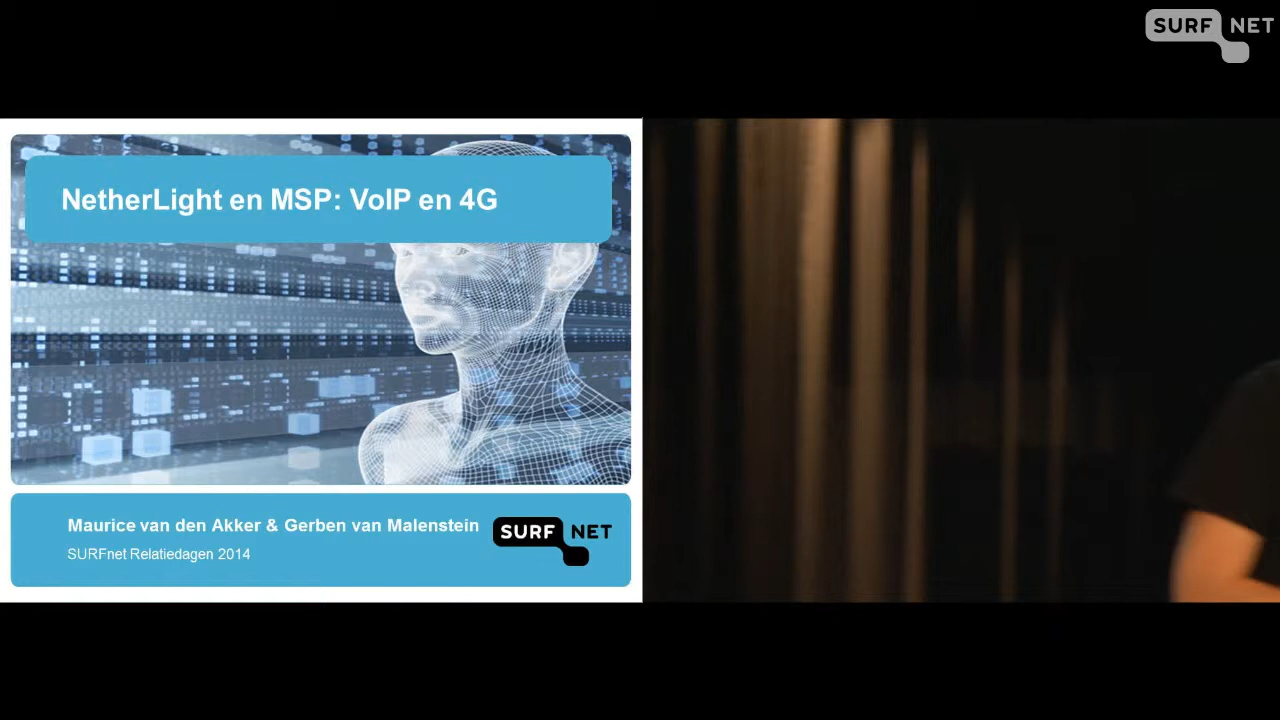 SURF NET
NetherLight en MSP: VoIP en 4G
Maurice van den Akker & Gerben van Malenstein
SURF NET
SURFnet Relatiedagen 2014